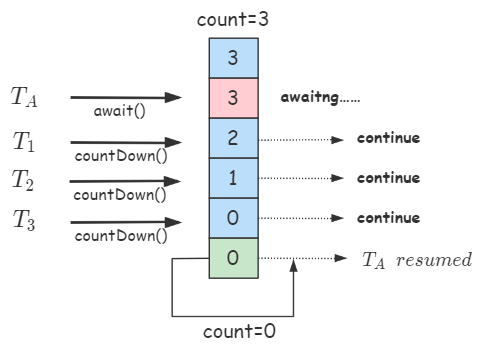 count=3
3
T_A await() 3 awaitng......
T_1 countDown() 2 continue
T_2 countDown() 1 continue
T_3 countDown() 0 continue
0 T_A resumed
count=0